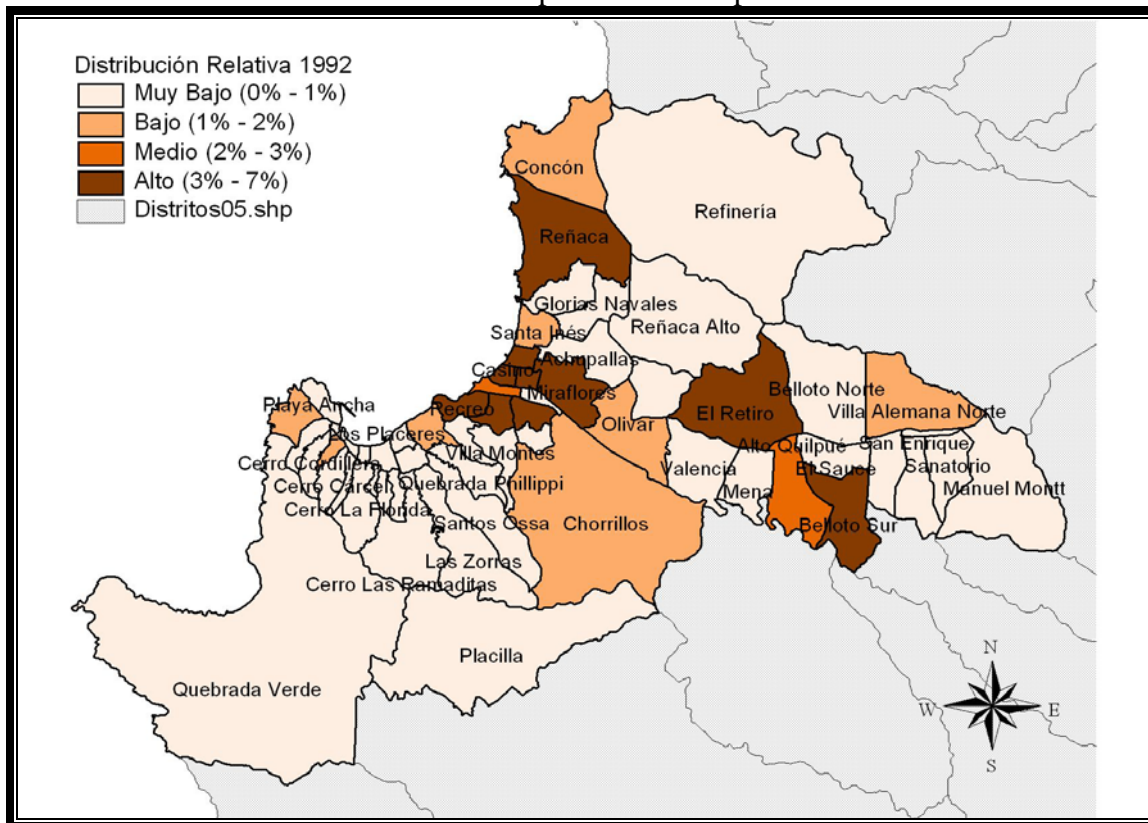 Distribución Relativa 1992
Muy Bajo (0% - 1%)
Bajo (1% - 2%)
Medio (2% - 3%)
Alto (3% - 7%)
Distritos05.shp
Concón
Refinería
Reñaca
Glorias Navales
Reñaca Alto
Santa Inés
Achupallas
Casino
Miraflores
Belloto Norte
Playa Ancha
Recreo
El Retiro
Villa Alemana Norte
Los Placeres
Olivar
Alto Quilpué
San Enrique
Villa Montes
Cerro Cordillera
Valencia
El Sauce
Sanatorio
Cerro Cárcel
Quebrada Phillippi
Mena
Manuel Montt
Cerro La Florida
Santos Ossa
Chorrillos
Belloto Sur
Las Zorras
Cerro Las Ramaditas
Placilla
Quebrada Verde
N
W
E
S